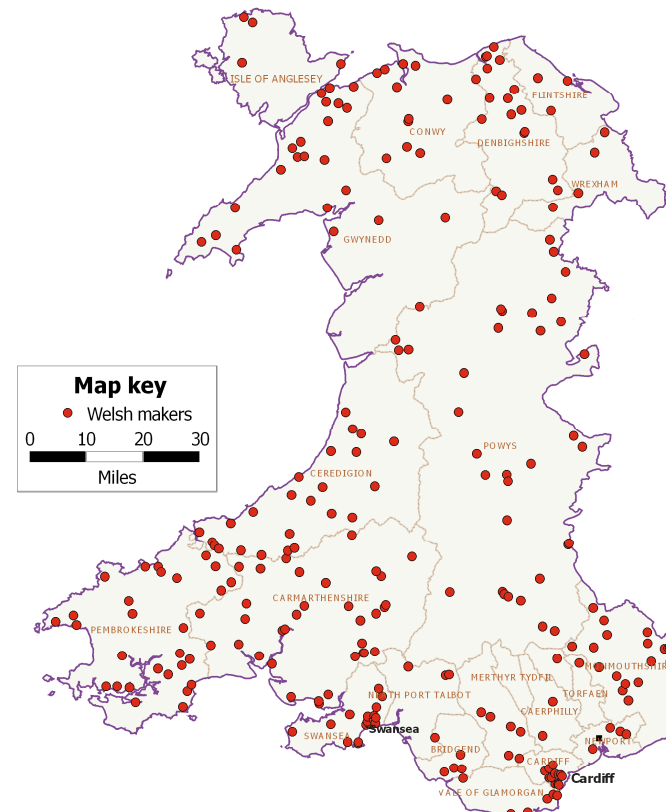 ISLE OF ANGLESEY
FLINTSHIRE
CONWY
DENBIGHSHIRE
WREXHAM
GWYNEDD
Map key
Welsh makers
0 10 20 30
Miles
POWYS
CEREDIGION
CARMARTHENSHIRE
PEMBROKESHIRE
MONMOUTHSHIR
MERTHYR TYDFIL
NEATH PORT TALBOT
TORFAEN
CAERPHILLY
Swansea
SWANSEA
NEWPORT
BRIDGEND
CARDIFF
Cardiff
VALE OF GLAMORGAN